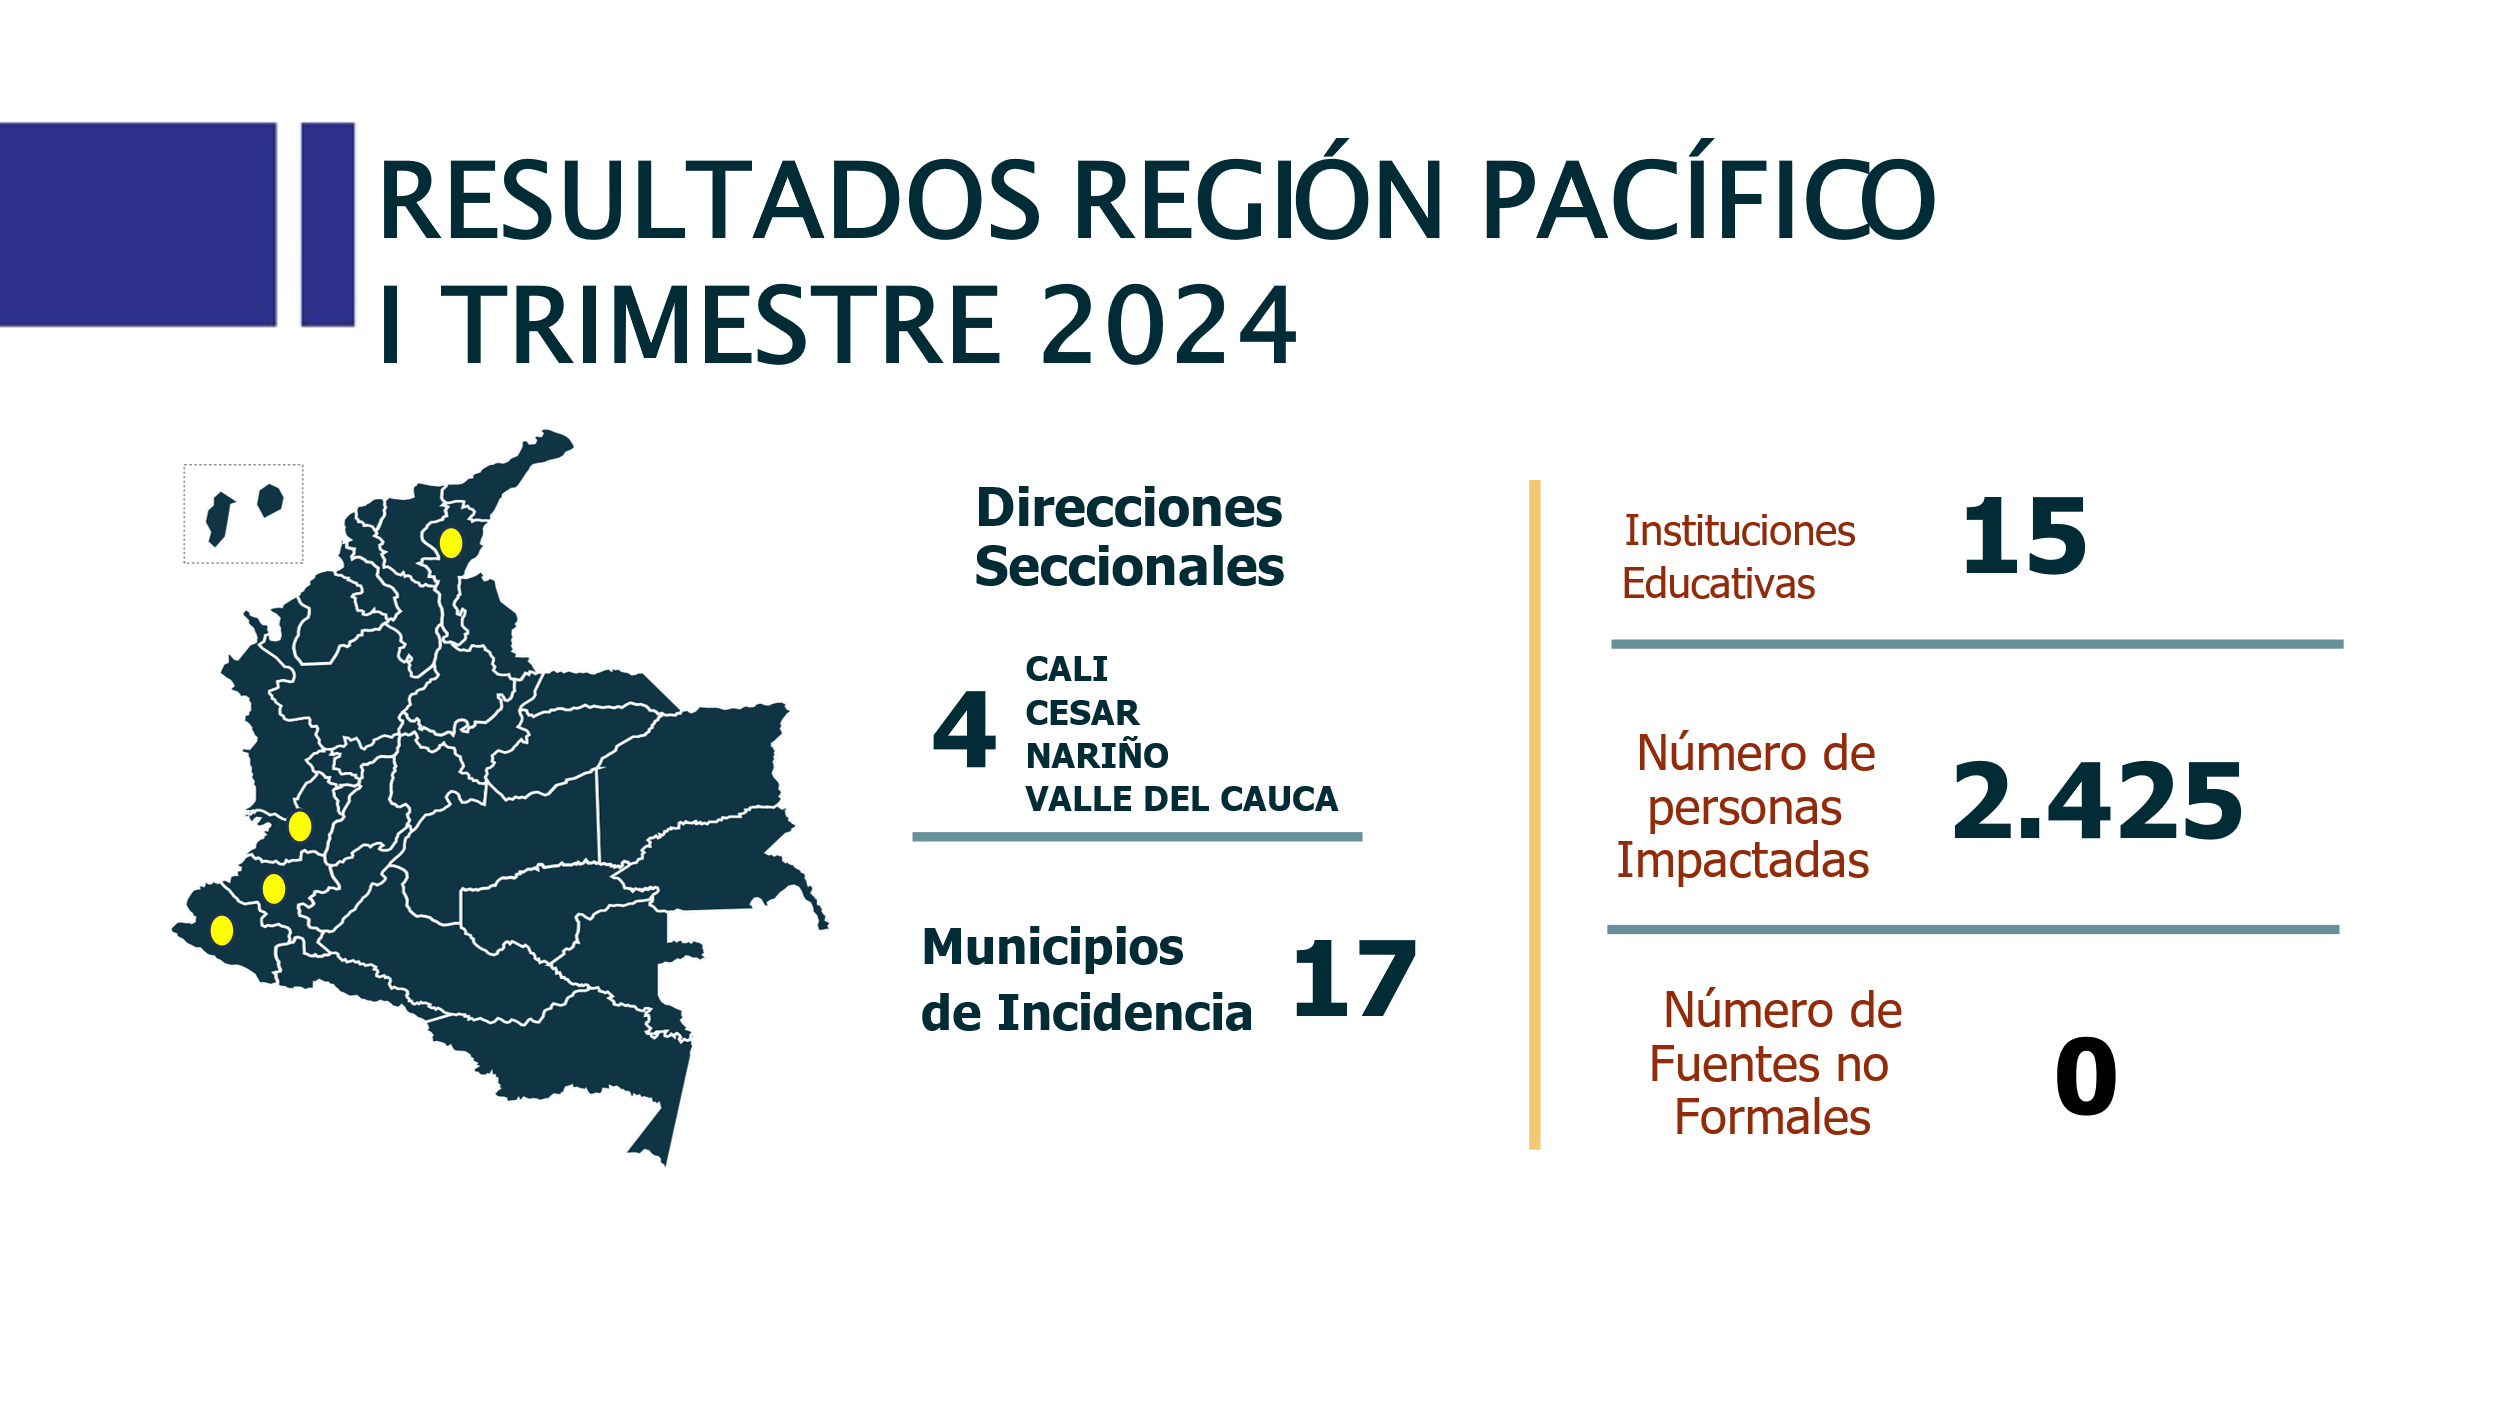 RESULTADOS REGIÓN PACÍFICO
I TRIMESTRE 2024
Direcciones
Seccionales
4
CALI
CESAR
NARIÑO
VALLE DEL CAUCA
Municipios
de Incidencia
17
Instituciones
Educativas
15
Número de
personas
Impactadas
2.425
Número de
Fuentes no
Formales
0